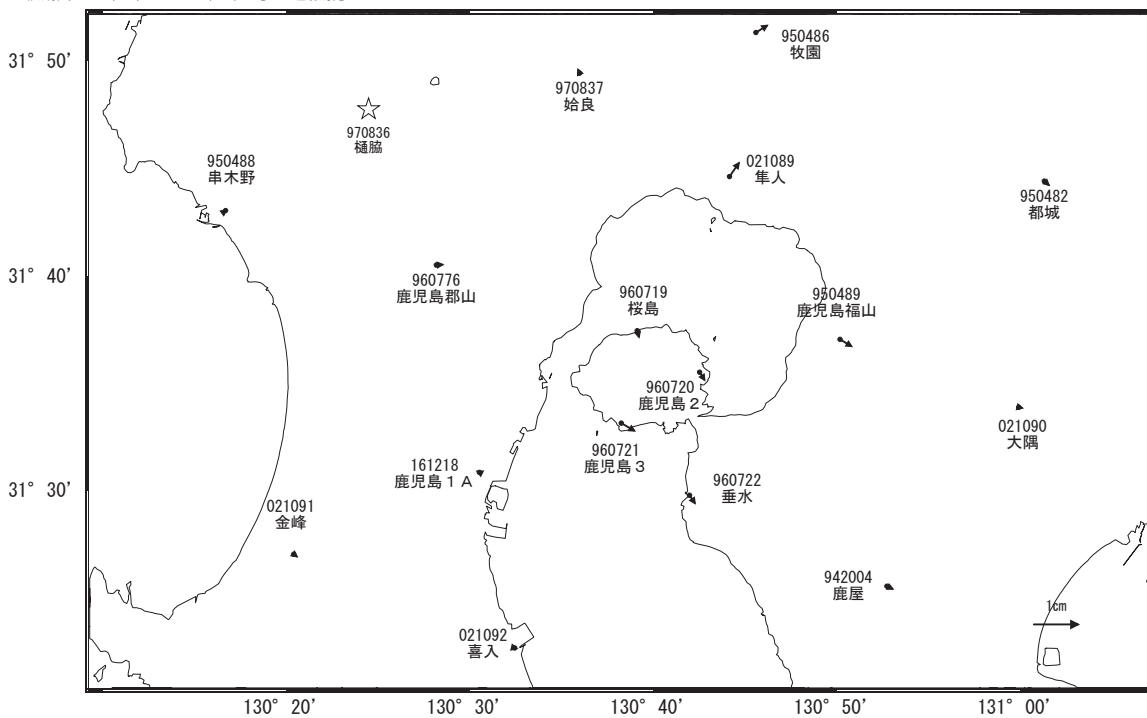 950486
牧園
31° 50′
970837
姶良
970836
樋脇
950488
串木野
021089
隼人
950482
都城
31° 40′
960776
鹿児島郡山
960719
桜島
950489
鹿児島福山
960720
鹿児島２
021090
大隅
960721
鹿児島３
161218
鹿児島１Ａ
31° 30′
960722
垂水
021091
金峰
942004
鹿屋
1cm
021092
喜入
130° 20′
130° 30′
130° 40′
130° 50′
131° 00′